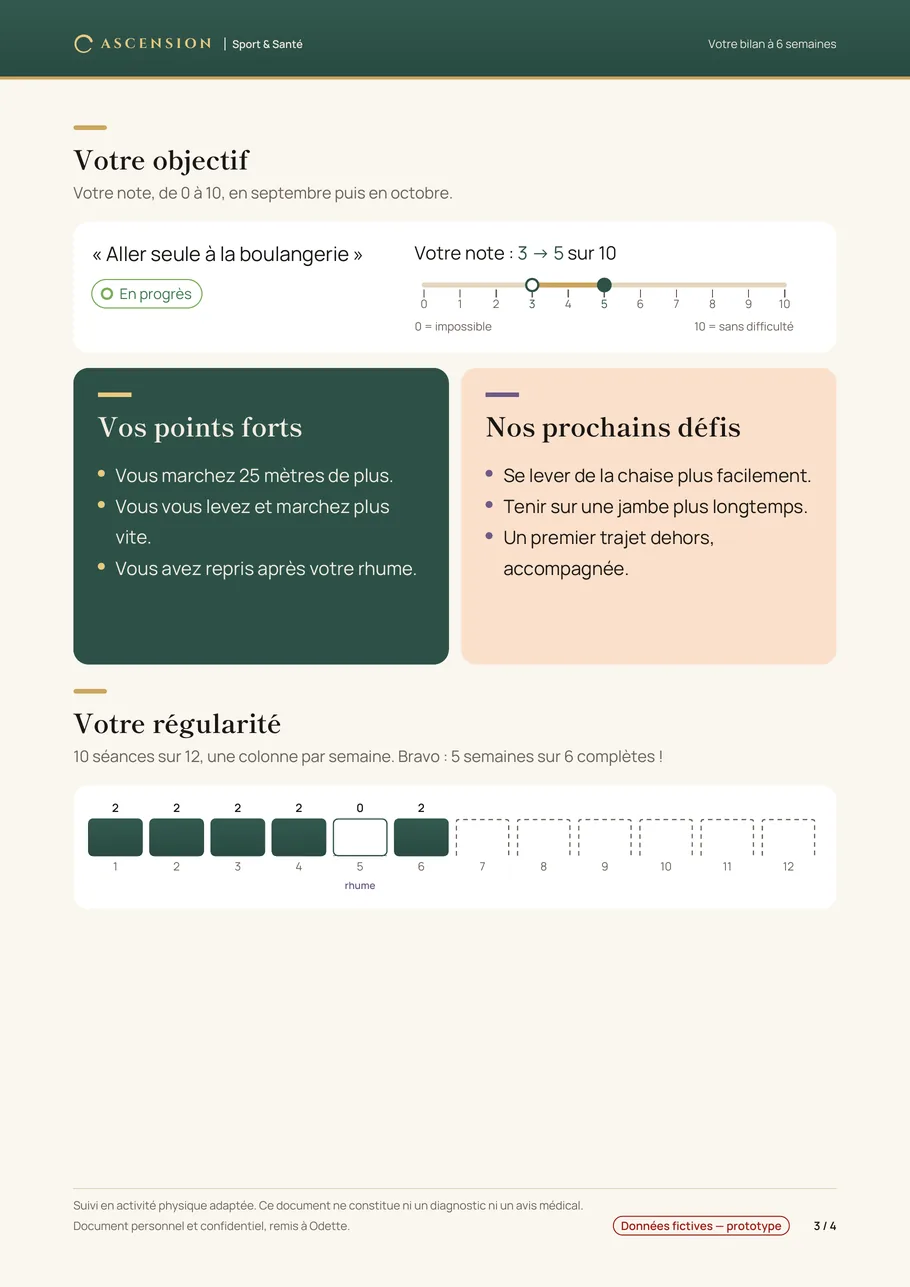 ASCENSION | Sport & Santé
Votre bilan à 6 semaines
Votre objectif
Votre note, de 0 à 10, en septembre puis en octobre.
« Aller seule à la boulangerie »
En progrès
Votre note : 3 → 5 sur 10
0 1 2 3 4 5 6 7 8 9 10
0 = impossible
10 = sans difficulté
Vos points forts
• Vous marchez 25 mètres de plus.
• Vous vous levez et marchez plus
vite.
• Vous avez repris après votre rhume.
Nos prochains défis
• Se lever de la chaise plus facilement.
• Tenir sur une jambe plus longtemps.
• Un premier trajet dehors,
accompagnée.
Votre régularité
10 séances sur 12, une colonne par semaine. Bravo : 5 semaines sur 6 complètes !
2 2 2 2 0 2
1 2 3 4 5 6 7 8 9 10 11 12
rhume
Suivi en activité physique adaptée. Ce document ne constitue ni un diagnostic ni un avis médical.
Document personnel et confidentiel, remis à Odette.
Données fictives — prototype
3 / 4